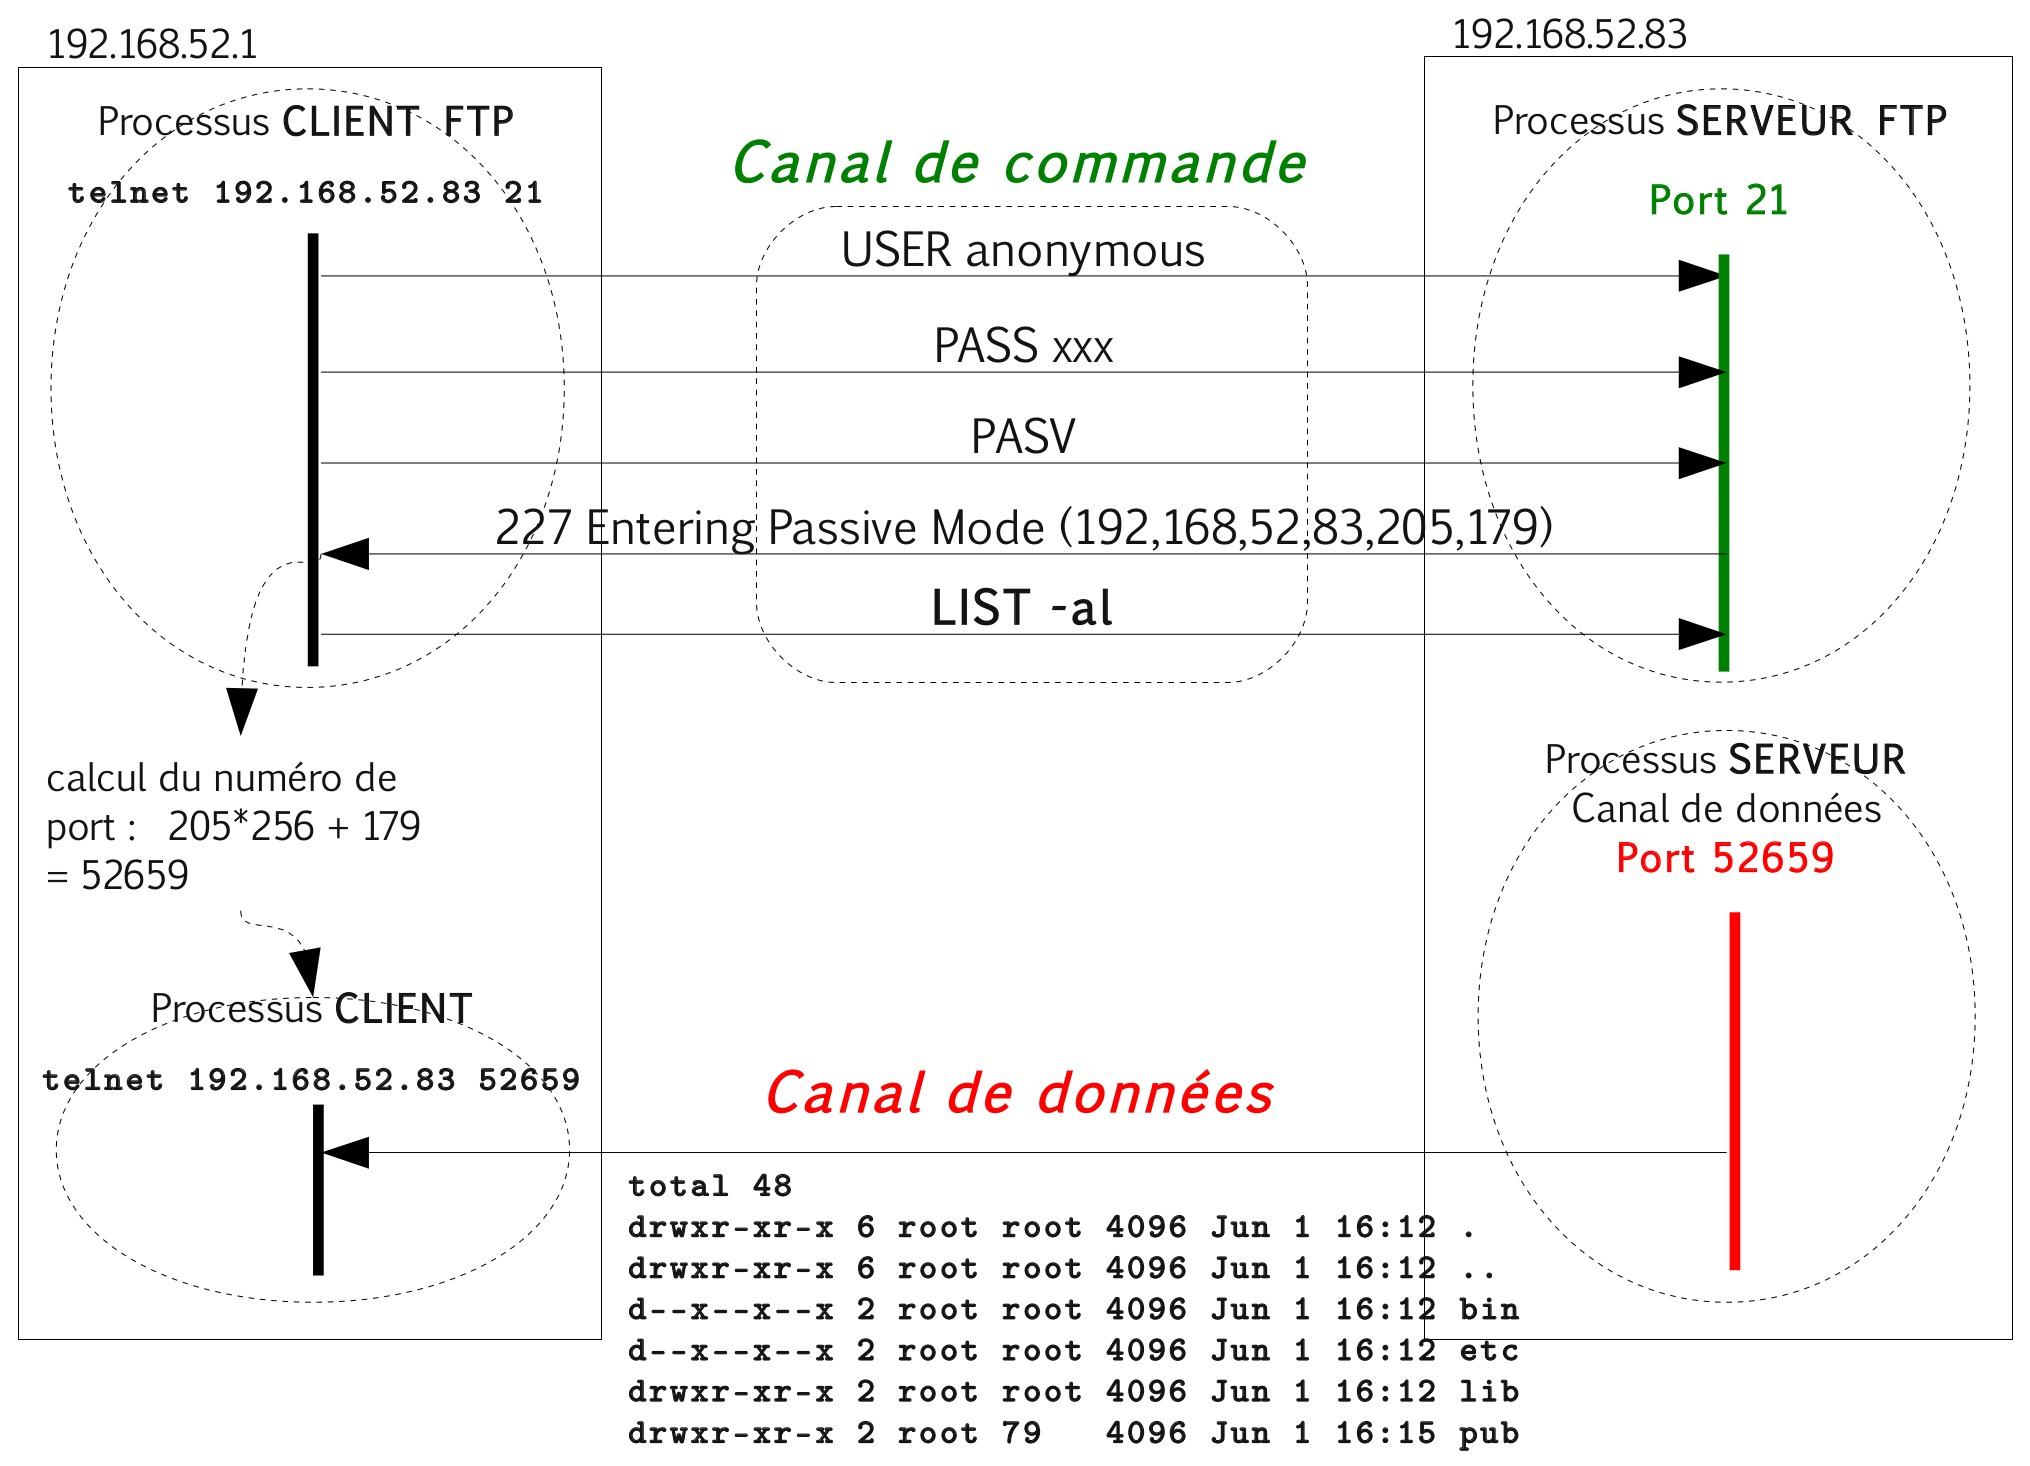 192.168.52.1
Processus CLIENT FTP
telnet 192.168.52.83 21
192.168.52.83
Processus SERVEUR FTP
Port 21
Canal de commande
USER anonymous
PASS xxx
PASV
227 Entering Passive Mode (192,168,52,83,205,179)
LIST -al
calcul du numéro de
port : 205*256 + 179
= 52659
Processus SERVEUR
Canal de données
Port 52659
Processus CLIENT
telnet 192.168.52.83 52659
Canal de données
total 48
drwxr-xr-x 6 root root 4096 Jun 1 16:12 .
drwxr-xr-x 6 root root 4096 Jun 1 16:12 ..
d--x--x--x 2 root root 4096 Jun 1 16:12 bin
d--x--x--x 2 root root 4096 Jun 1 16:12 etc
drwxr-xr-x 2 root root 4096 Jun 1 16:12 lib
drwxr-xr-x 2 root 79 4096 Jun 1 16:15 pub